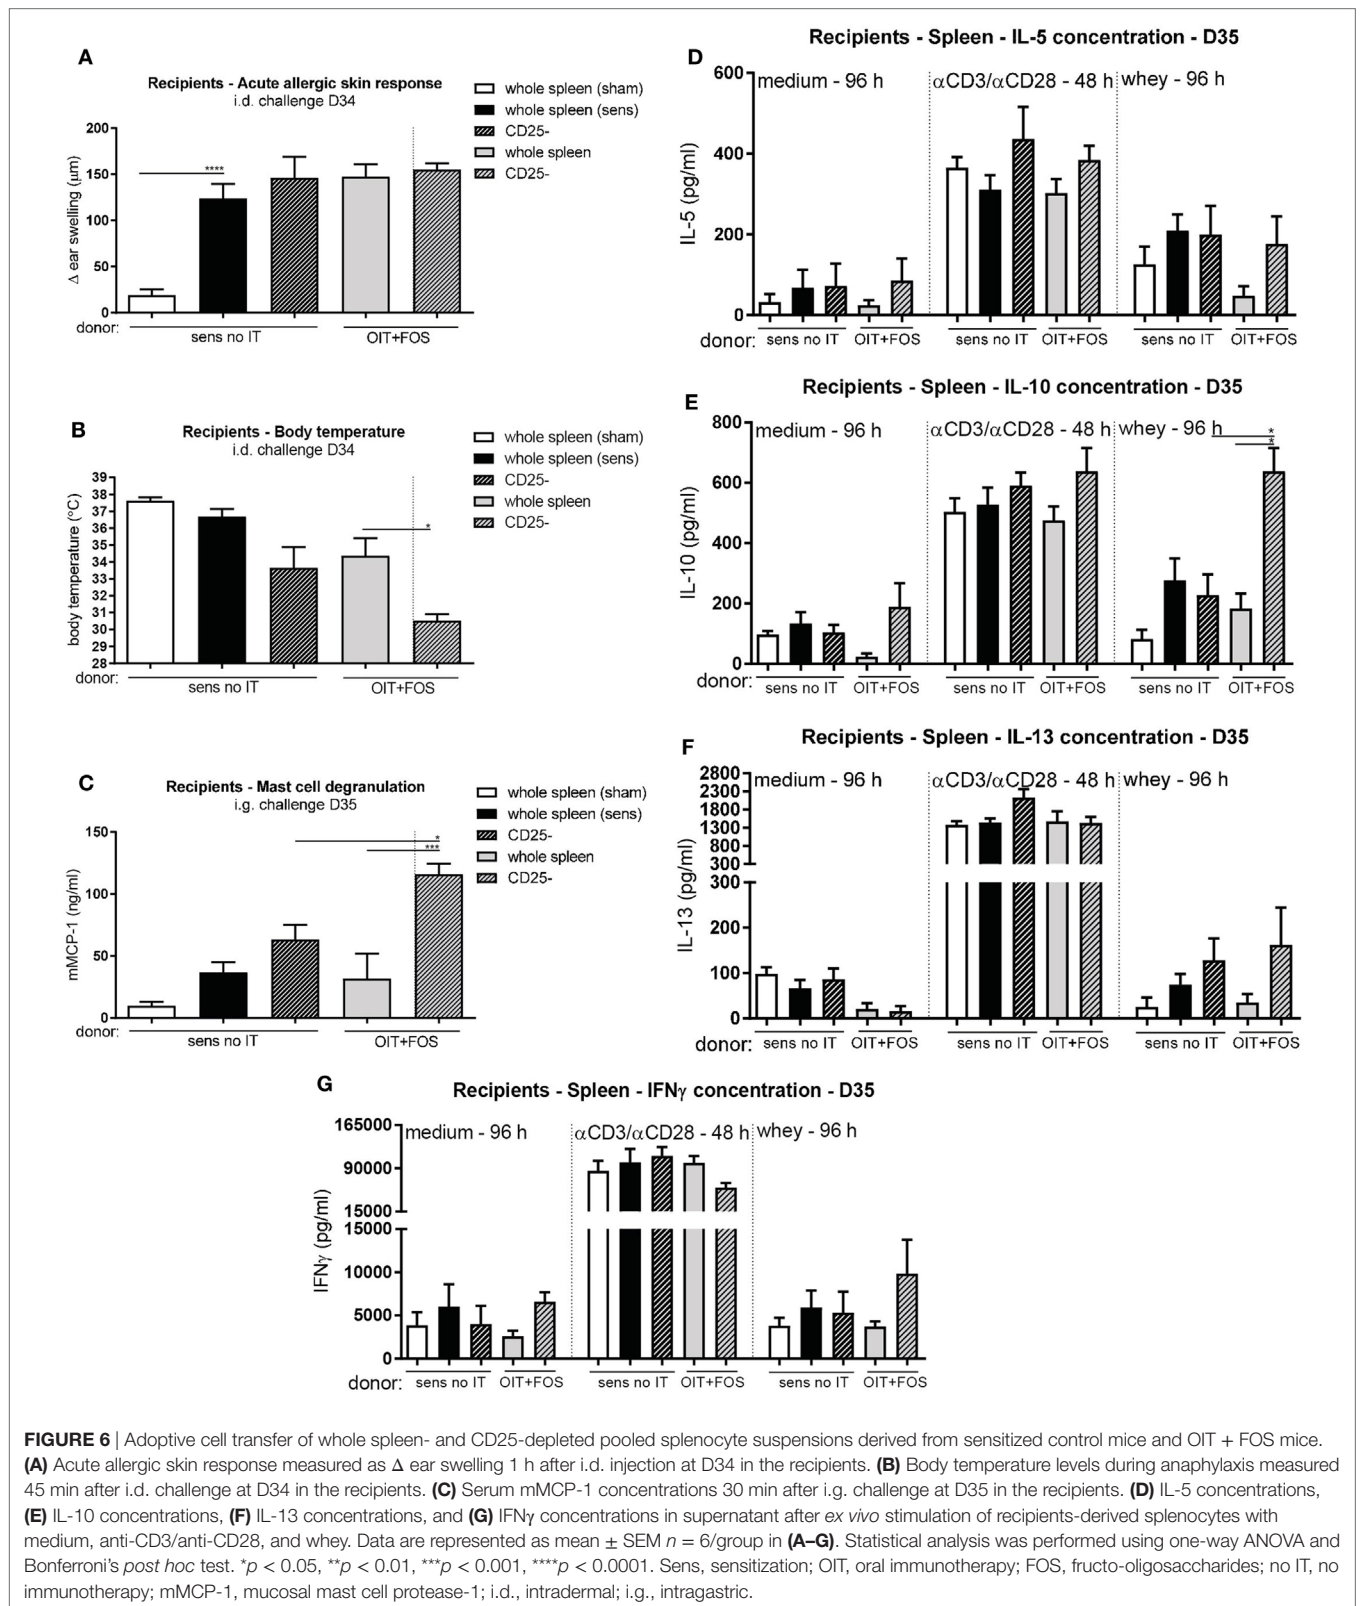 A
Recipients - Acute allergic skin response
i.d. challenge D34
200
150
100
50
0
Δ ear swelling (μm)
****
donor:
sens no IT
OIT+FOS
whole spleen (sham)
whole spleen (sens)
CD25-
whole spleen
CD25-
B
Recipients - Body temperature
i.d. challenge D34
39
38
37
36
35
34
33
32
31
30
29
28
body temperature (°C)
*
donor:
sens no IT
OIT+FOS
whole spleen (sham)
whole spleen (sens)
CD25-
whole spleen
CD25-
C
Recipients - Mast cell degranulation
i.g. challenge D35
150
100
50
0
mMCP-1 (ng/ml)
*
***
sens no IT
OIT+FOS
whole spleen (sham)
whole spleen (sens)
CD25-
whole spleen
CD25-
D
Recipients - Spleen - IL-5 concentration - D35
600
400
200
0
IL-5 (pg/ml)
medium - 96 h
αCD3/αCD28 - 48 h
whey - 96 h
donor:
sens no IT
OIT+FOS
sens no IT
OIT+FOS
sens no IT
OIT+FOS
E
Recipients - Spleen - IL-10 concentration - D35
800
600
400
200
0
IL-10 (pg/ml)
medium - 96 h
αCD3/αCD28 - 48 h
whey - 96 h
*
*
donor:
sens no IT
OIT+FOS
sens no IT
OIT+FOS
sens no IT
OIT+FOS
F
Recipients - Spleen - IL-13 concentration - D35
2800
2300
1800
1300
800
300
300
200
100
0
IL-13 (pg/ml)
medium - 96 h
αCD3/αCD28 - 48 h
whey - 96 h
donor:
sens no IT
OIT+FOS
sens no IT
OIT+FOS
sens no IT
OIT+FOS
G
Recipients - Spleen - IFNγ concentration - D35
165000
90000
15000
15000
10000
5000
0
IFNγ (pg/ml)
medium - 96 h
αCD3/αCD28 - 48 h
whey - 96 h
donor:
sens no IT
OIT+FOS
sens no IT
OIT+FOS
sens no IT
OIT+FOS
FIGURE 6 | Adoptive cell transfer of whole spleen- and CD25-depleted pooled splenocyte suspensions derived from sensitized control mice and OIT + FOS mice.
(A) Acute allergic skin response measured as Δ ear swelling 1 h after i.d. injection at D34 in the recipients. (B) Body temperature levels during anaphylaxis measured
45 min after i.d. challenge at D34 in the recipients. (C) Serum mMCP-1 concentrations 30 min after i.g. challenge at D35 in the recipients. (D) IL-5 concentrations,
(E) IL-10 concentrations, (F) IL-13 concentrations, and (G) IFNγ concentrations in supernatant after ex vivo stimulation of recipients-derived splenocytes with
medium, anti-CD3/anti-CD28, and whey. Data are represented as mean ± SEM n = 6/group in (A–G). Statistical analysis was performed using one-way ANOVA and
Bonferroni's post hoc test. *p < 0.05, **p < 0.01, ***p < 0.001, ****p < 0.0001. Sens, sensitization; OIT, oral immunotherapy; FOS, fructo-oligosaccharides; no IT, no
immunotherapy; mMCP-1, mucosal mast cell protease-1; i.d., intradermal; i.g., intragastric.